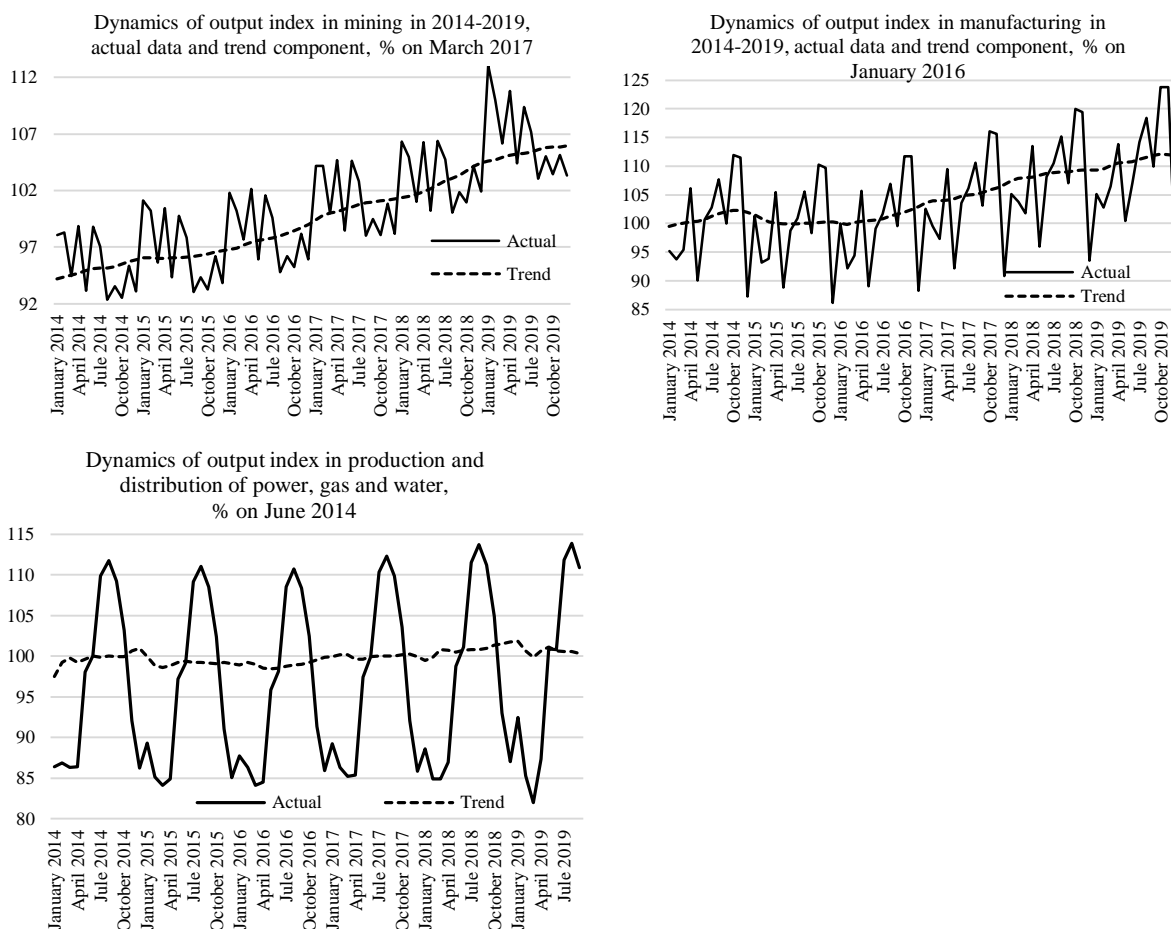 Dynamics of output index in mining in 2014-2019,
actual data and trend component, % on March 2017
112
107
102
97
92
Actual
Trend
January 2014
April 2014
Jule 2014
October 2014
January 2015
April 2015
Jule 2015
October 2015
January 2016
April 2016
Jule 2016
October 2016
January 2017
April 2017
Jule 2017
October 2017
January 2018
April 2018
Jule 2018
October 2018
January 2019
April 2019
Jule 2019
October 2019
Dynamics of output index in manufacturing in
2014-2019, actual data and trend component, % on
January 2016
125
120
115
110
105
100
95
90
85
Actual
Trend
January 2014
April 2014
Jule 2014
October 2014
January 2015
April 2015
Jule 2015
October 2015
January 2016
April 2016
Jule 2016
October 2016
January 2017
April 2017
Jule 2017
October 2017
January 2018
April 2018
Jule 2018
October 2018
January 2019
April 2019
Jule 2019
October 2019
Dynamics of output index in production and
distribution of power, gas and water,
% on June 2014
115
110
105
100
95
90
85
80
Actual
Trend
January 2014
April 2014
Jule 2014
October 2014
January 2015
April 2015
Jule 2015
October 2015
January 2016
April 2016
Jule 2016
October 2016
January 2017
April 2017
Jule 2017
October 2017
January 2018
April 2018
Jule 2018
October 2018
January 2019
April 2019
Jule 2019